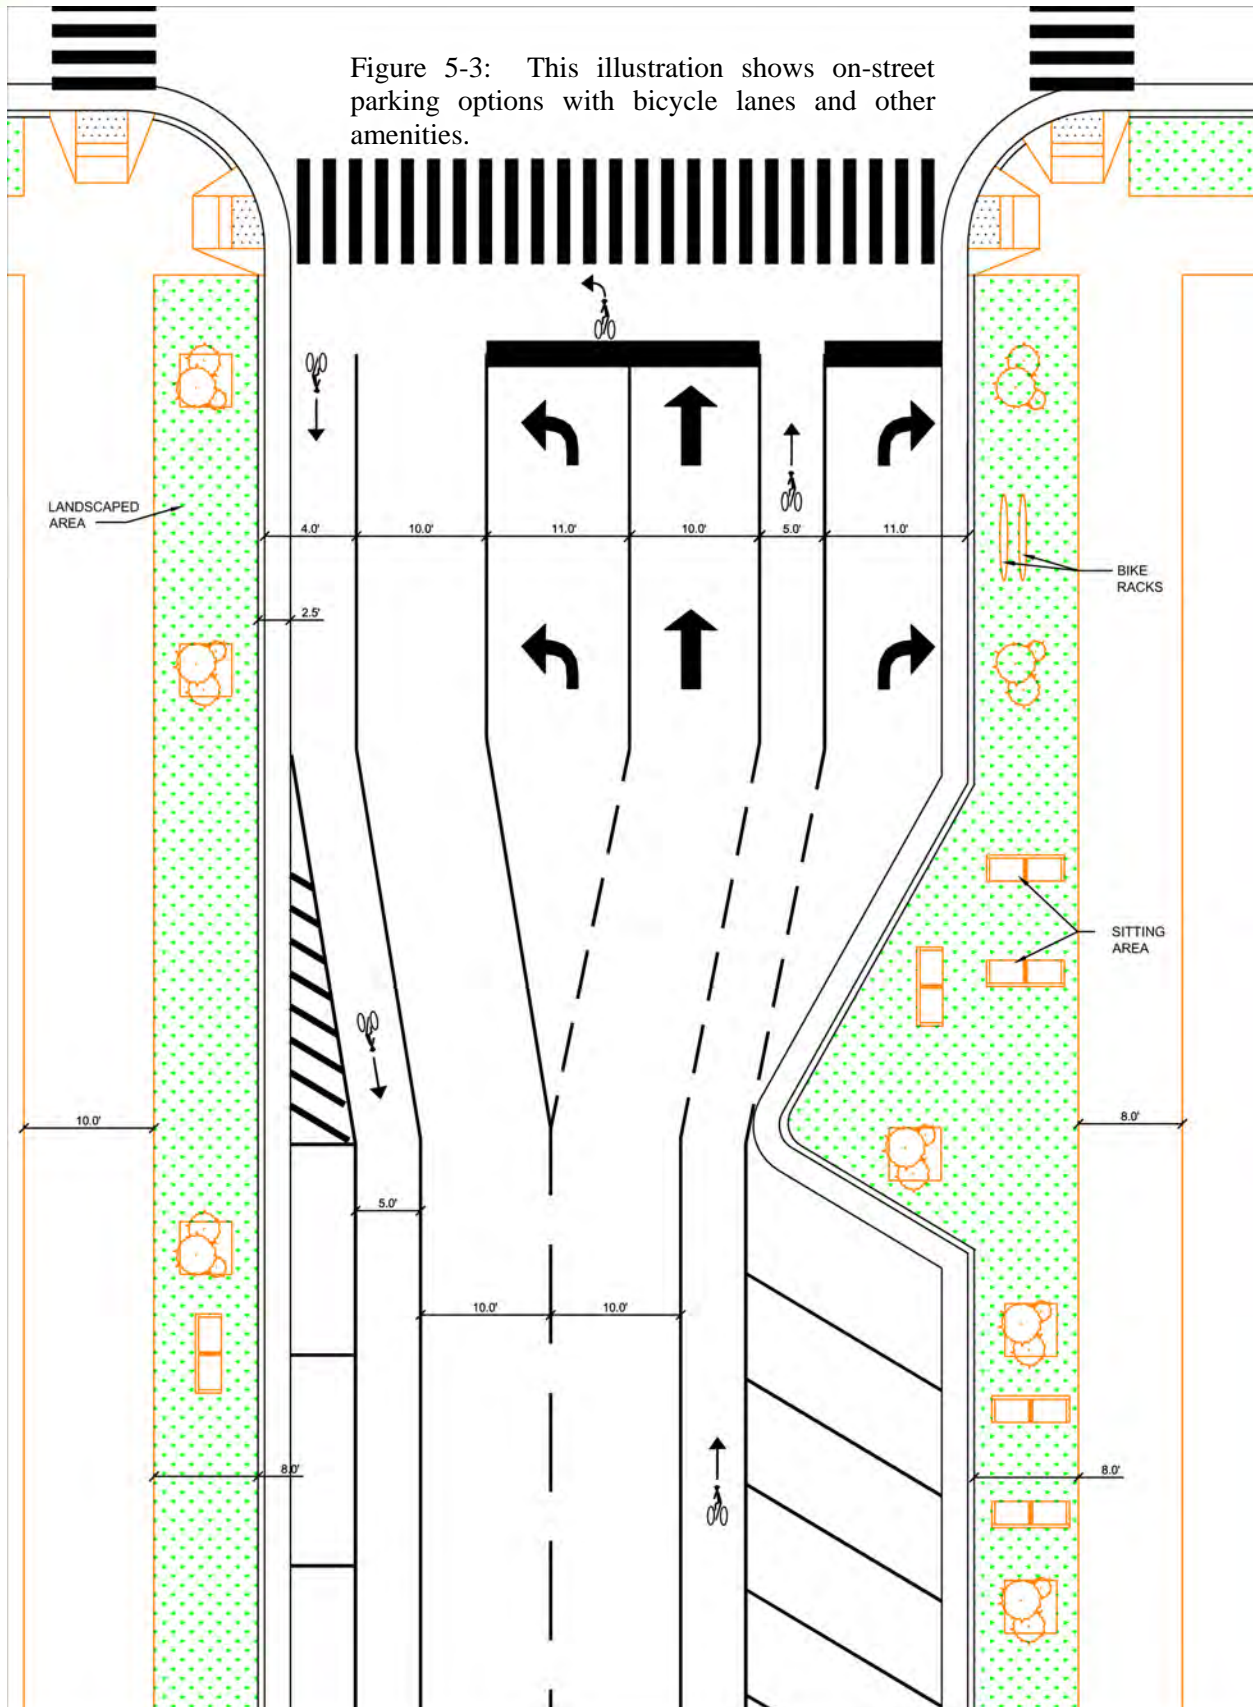 Figure 5-3: This illustration shows on-street
parking options with bicycle lanes and other
amenities.
LANDSCAPED
AREA
4.0'
10.0'
11.0'
10.0'
5.0'
11.0'
BIKE
RACKS
2.5'
SITTING
AREA
10.0'
8.0'
5.0'
10.0'
10.0'
8.0'
8.0'